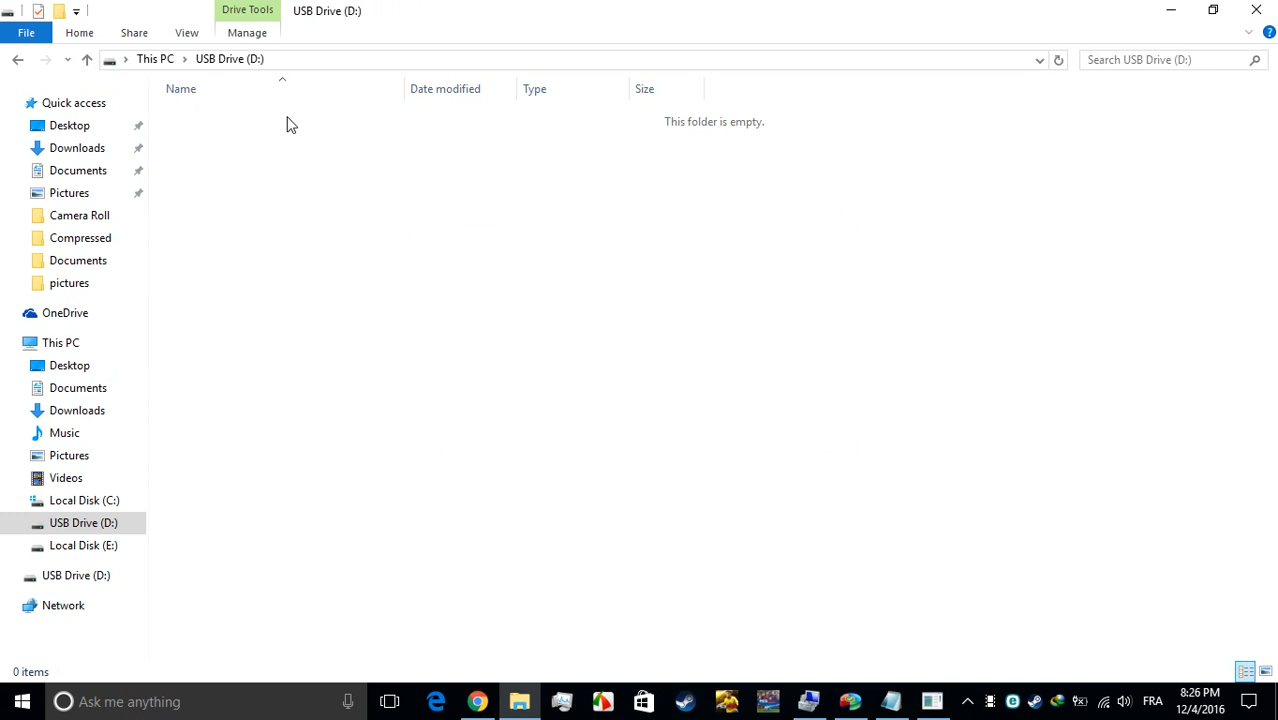 Drive Tools
USB Drive (D:)
File
Home
Share
View
Manage
This PC
USB Drive (D:)
Search USB Drive (D:)
Name
Date modified
Type
Size
This folder is empty.
Quick access
Desktop
Downloads
Documents
Pictures
Camera Roll
Compressed
Documents
pictures
OneDrive
This PC
Desktop
Documents
Downloads
Music
Pictures
Videos
Local Disk (C:)
USB Drive (D:)
Local Disk (E:)
USB Drive (D:)
Network
0 items
Ask me anything
FRA
8:26 PM
12/4/2016